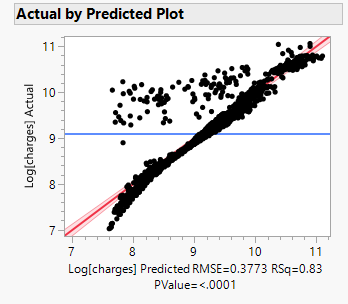 Actual by Predicted Plot
Log[charges] Actual
11
10
9
8
7
7 8 9 10 11
Log[charges] Predicted RMSE=0.3773 RSq=0.83
PValue=<.0001